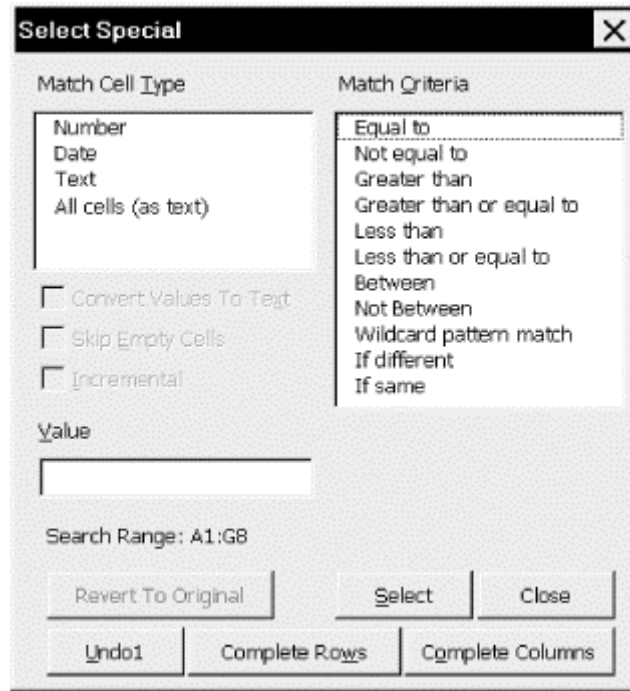 Select Special
Match Cell Type
Number
Date
Text
All cells (as text)
Convert Values To Text
Skip Empty Cells
Incremental
Value
Match Criteria
Equal to
Not equal to
Greater than
Greater than or equal to
Less than
Less than or equal to
Between
Not Between
Wildcard pattern match
If different
If same
Search Range: A1:G8
Revert To Original
Select
Close
Undo1
Complete Rows
Complete Columns